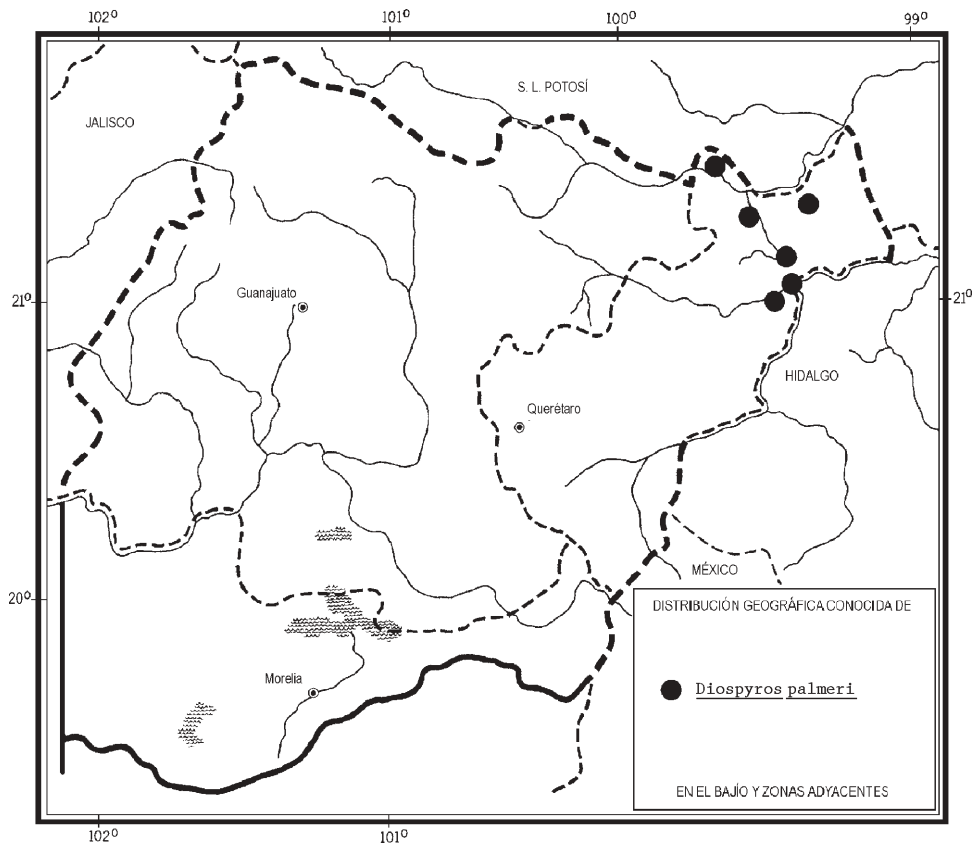 102º 101º 100º 99º
S. L. POTOSÍ
JALISCO
Guanajuato
21º 21º
HIDALGO
Querétaro
MÉXICO
20º
DISTRIBUCIÓN GEOGRÁFICA CONOCIDA DE
Morelia
Diospyros palmeri
EN EL BAJÍO Y ZONAS ADYACENTES
102º 101º